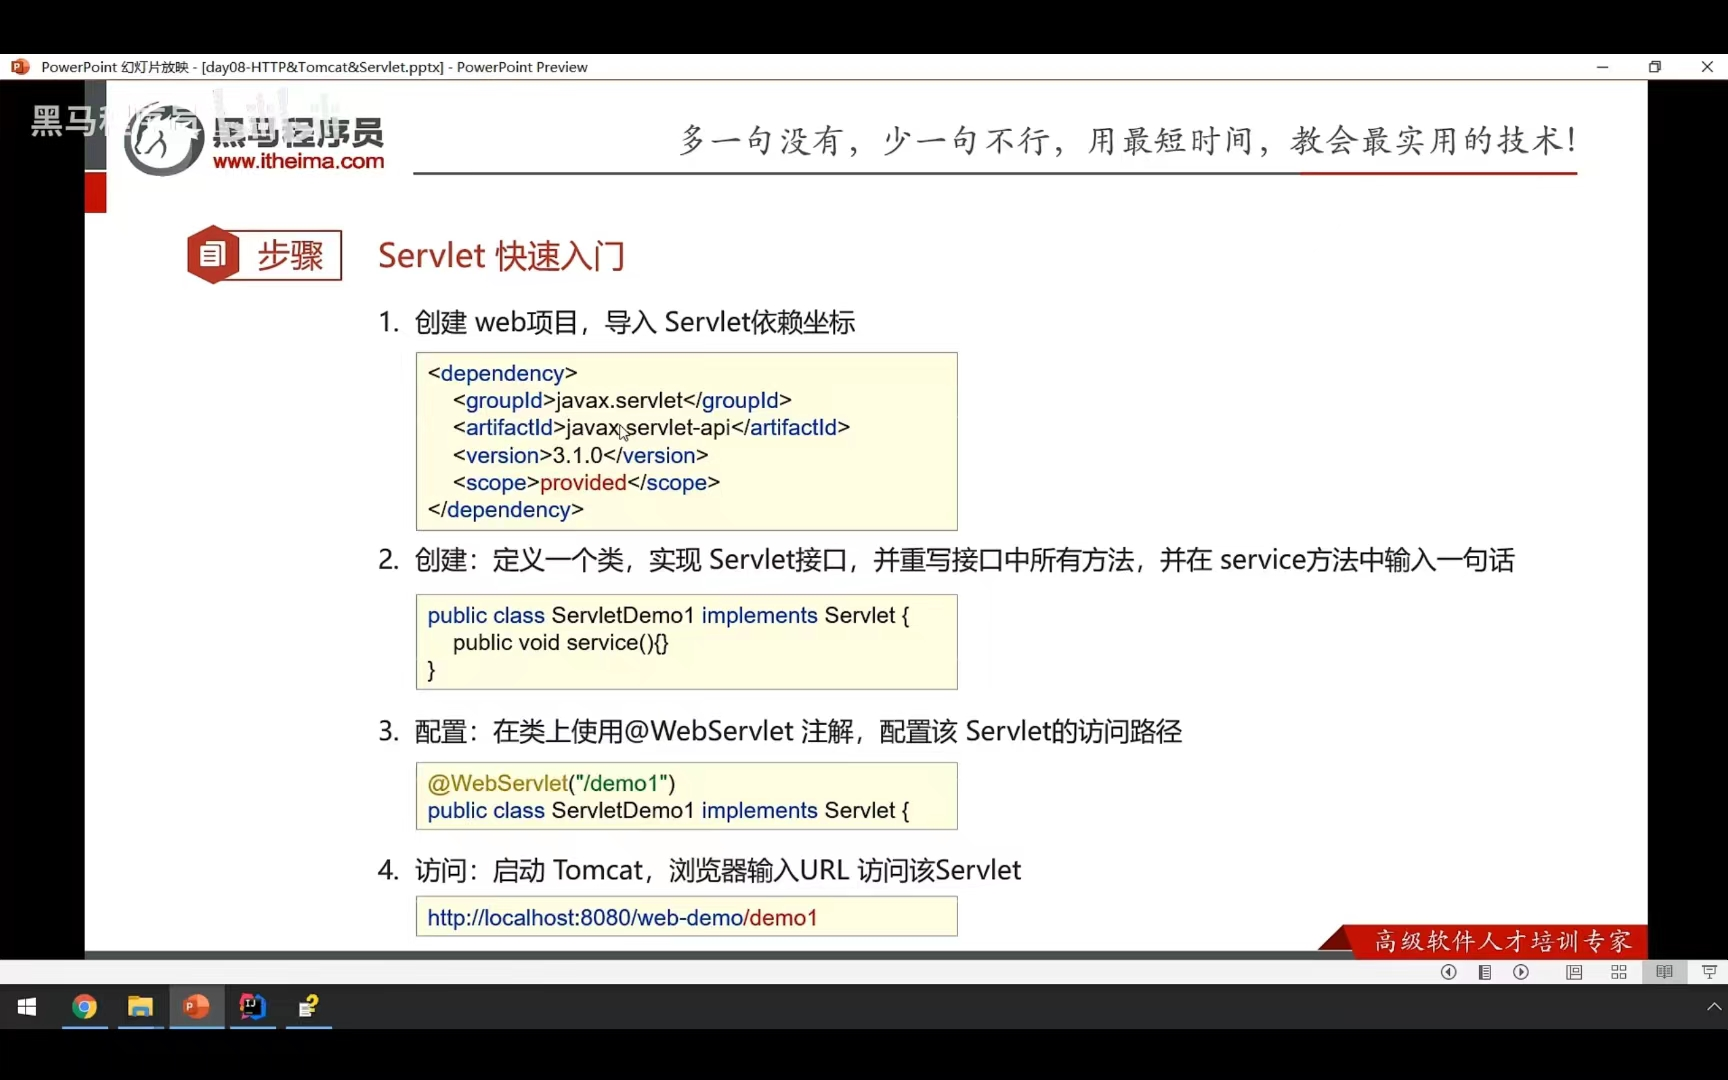 PowerPoint 幻灯片放映 - [day08-HTTP&Tomcat&Servlet.pptx] - PowerPoint Preview
黑马程序员
www.itheima.com
多一句没有，少一句不行，用最短时间，教会最实用的技术！
步骤
Servlet 快速入门
1. 创建 web项目，导入 Servlet依赖坐标
<dependency>
<groupId>javax.servlet</groupId>
<artifactId>javax.servlet-api</artifactId>
<version>3.1.0</version>
<scope>provided</scope>
</dependency>
2. 创建：定义一个类，实现 Servlet接口，并重写接口中所有方法，并在 service方法中输入一句话
public class ServletDemo1 implements Servlet {
public void service(){}
}
3. 配置：在类上使用@WebServlet 注解，配置该 Servlet的访问路径
@WebServlet("/demo1")
public class ServletDemo1 implements Servlet {
4. 访问：启动 Tomcat，浏览器输入URL 访问该Servlet
http://localhost:8080/web-demo/demo1
高级软件人才培训专家